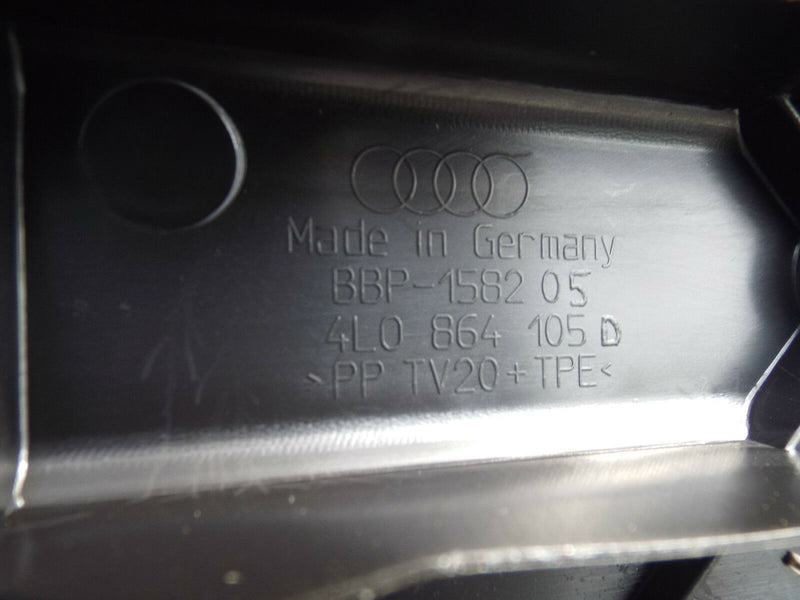 Made in Germany
BBP-1582 05
4L0 864 105 D
>PP TV20+TPE<